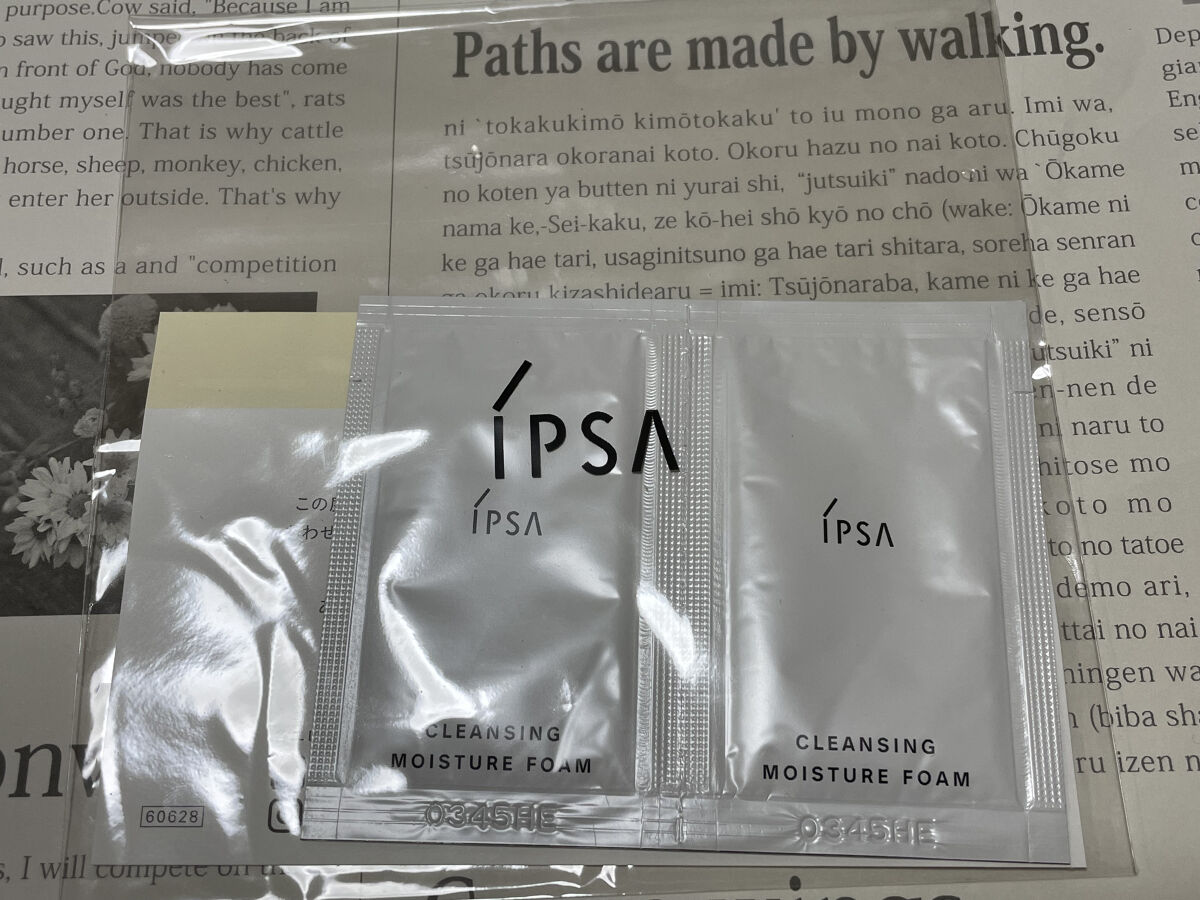 purpose.Cow said, "Because I am
saw this, jumped on the back of
n front of God, nobody has come
ught myself was the best", rats
umber one. That is why cattle
horse, sheep, monkey, chicken,
enter her outside. That's why
, such as a and "competition
Paths are made by walking.
ni `tokakukimō kimōtokaku' to iu mono ga aru. Imi wa,
tsūjōnara okoranai koto. Okoru hazu no nai koto. Chūgoku
no koten ya butten ni yurai shi, “jutsuiki” nado ni wa `Ōkame
nama ke,-Sei-kaku, ze kō-hei shō kyō no chō (wake: Ōkame ni
ke ga hae tari, usaginitsuno ga hae tari shitara, soreha senran
ga okoru kizashidearu = imi: Tsūjōnaraba, kame ni ke ga hae
de, sensō
utsuiki” ni
n-nen de
ni naru to
hitose mo
koto mo
to no tatoe
demo ari,
ttai no nai
ningen wa
(biba sha
ru izen n
Dep
gian
Eng
se
m
この
わせ
ÍPSA
ÍPSA
CLEANSING
MOISTURE FOAM
0345HE
ÍPSA
CLEANSING
MOISTURE FOAM
0345HE
60628
onv
s, I will compete on